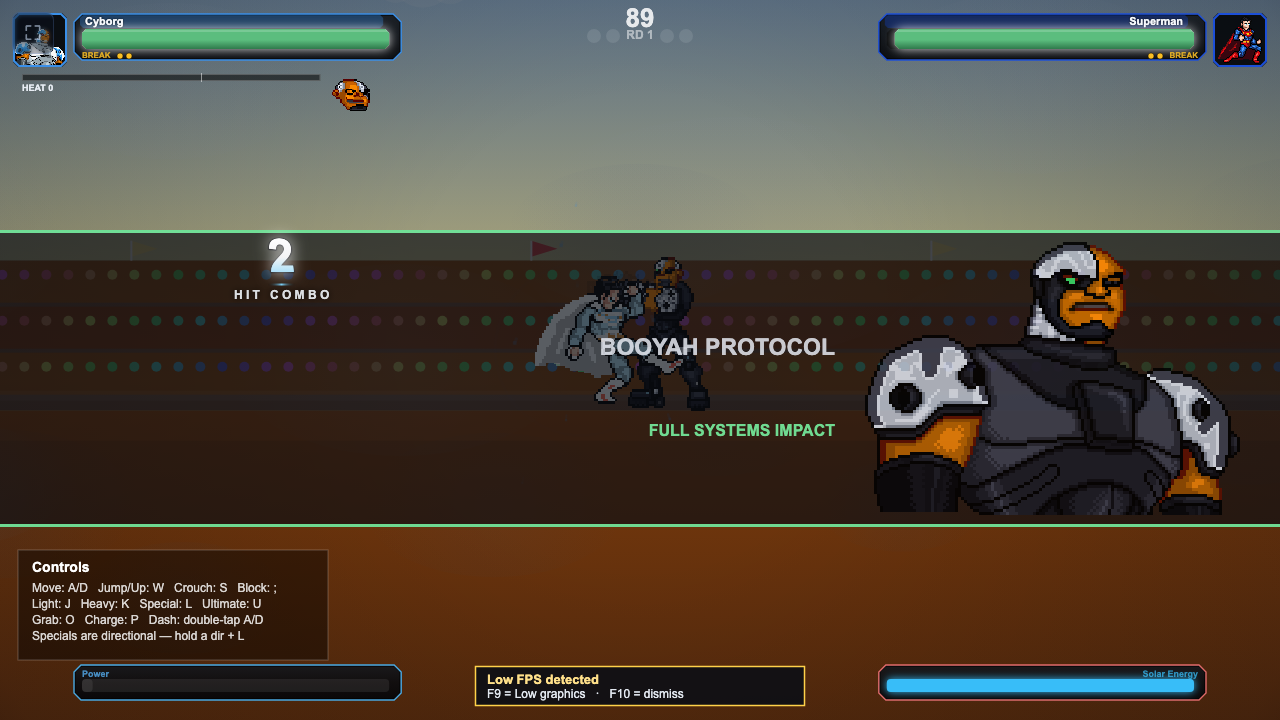 Cyborg
89
Superman
RD 1
BREAK
BREAK
HEAT 0
2
HIT COMBO
BOOYAH PROTOCOL
FULL SYSTEMS IMPACT
Controls
Move: A/D   Jump/Up: W   Crouch: S   Block: ;
Light: J   Heavy: K   Special: L   Ultimate: U
Grab: O   Charge: P   Dash: double-tap A/D
Specials are directional — hold a dir + L
Power
Low FPS detected
F9 = Low graphics   ·   F10 = dismiss
Solar Energy